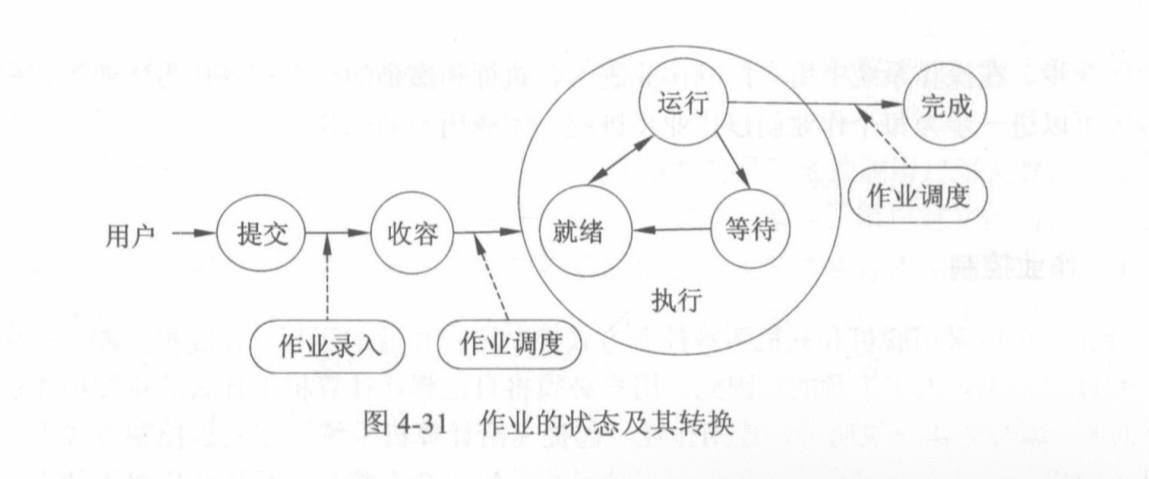 运行
完成
作业调度
用户
提交
收容
就绪
等待
执行
作业录入
作业调度
图 4-31 作业的状态及其转换